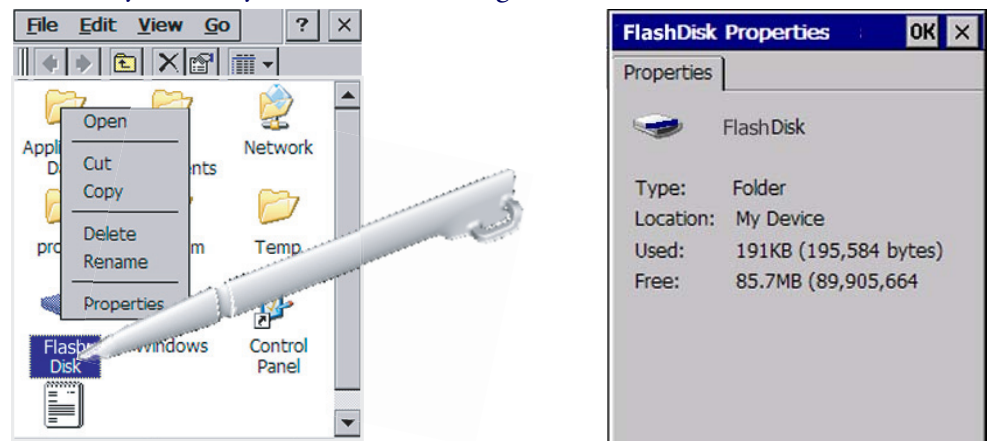 File Edit View Go ? ×
Network
Open
Cut
Copy
Delete
Rename
Properties
Temp
Windows
Control
Panel
Disk
FlashDisk Properties OK ×
Properties
FlashDisk
Type: Folder
Location: My Device
Used: 191KB (195,584 bytes)
Free: 85.7MB (89,905,664